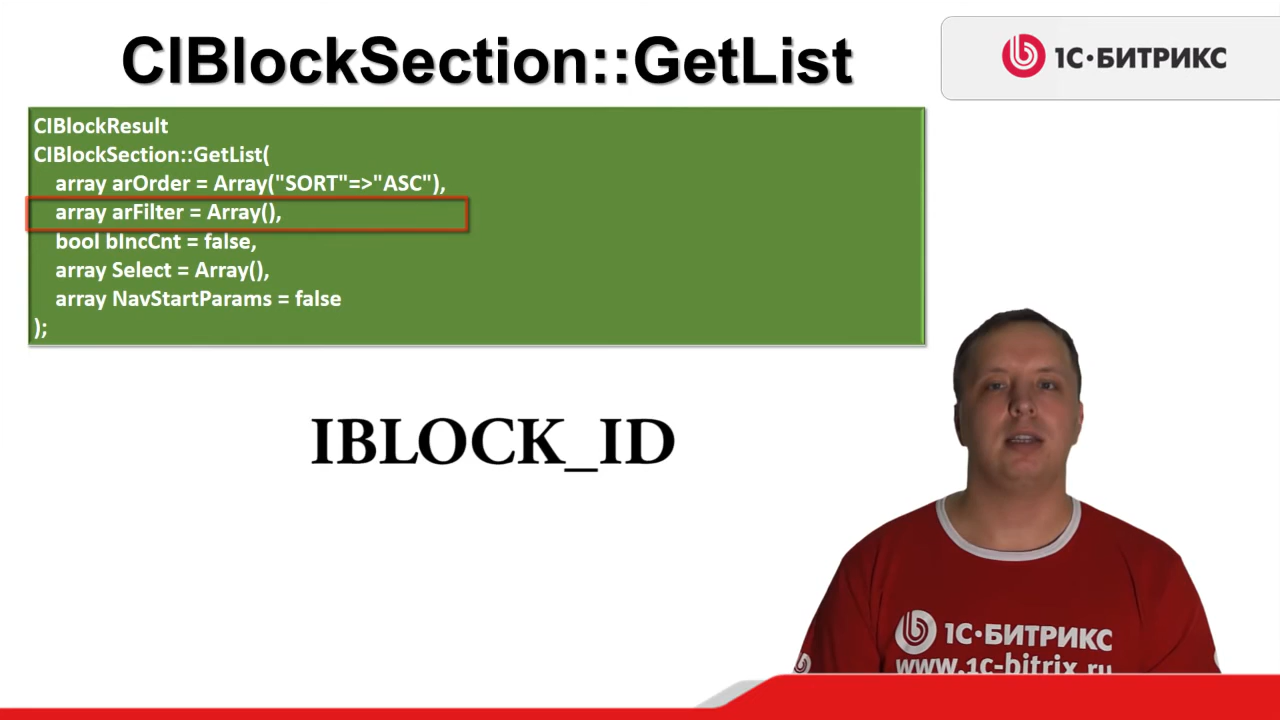 CIBlockSection::GetList
1С·БИТРИКС
CIBlockResult
CIBlockSection::GetList(
array arOrder = Array("SORT"=>"ASC"),
array arFilter = Array(),
bool bIncCnt = false,
array Select = Array(),
array NavStartParams = false
);
IBLOCK_ID
1С·БИТРИКС
www.1c-bitrix.ru